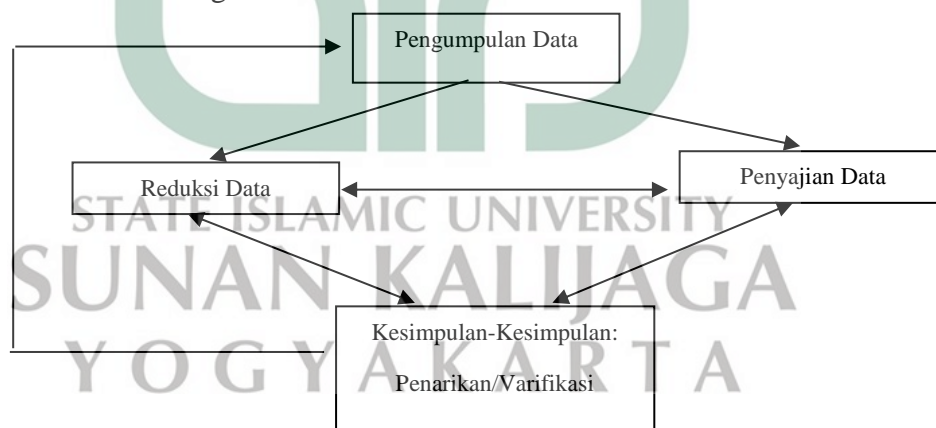 Pengumpulan Data
Reduksi Data
Penyajian Data
STATE ISLAMIC UNIVERSITY
SUNAN KALIJAGA
YOGYAKARTA
Kesimpulan-Kesimpulan:
Penarikan/Varifikasi